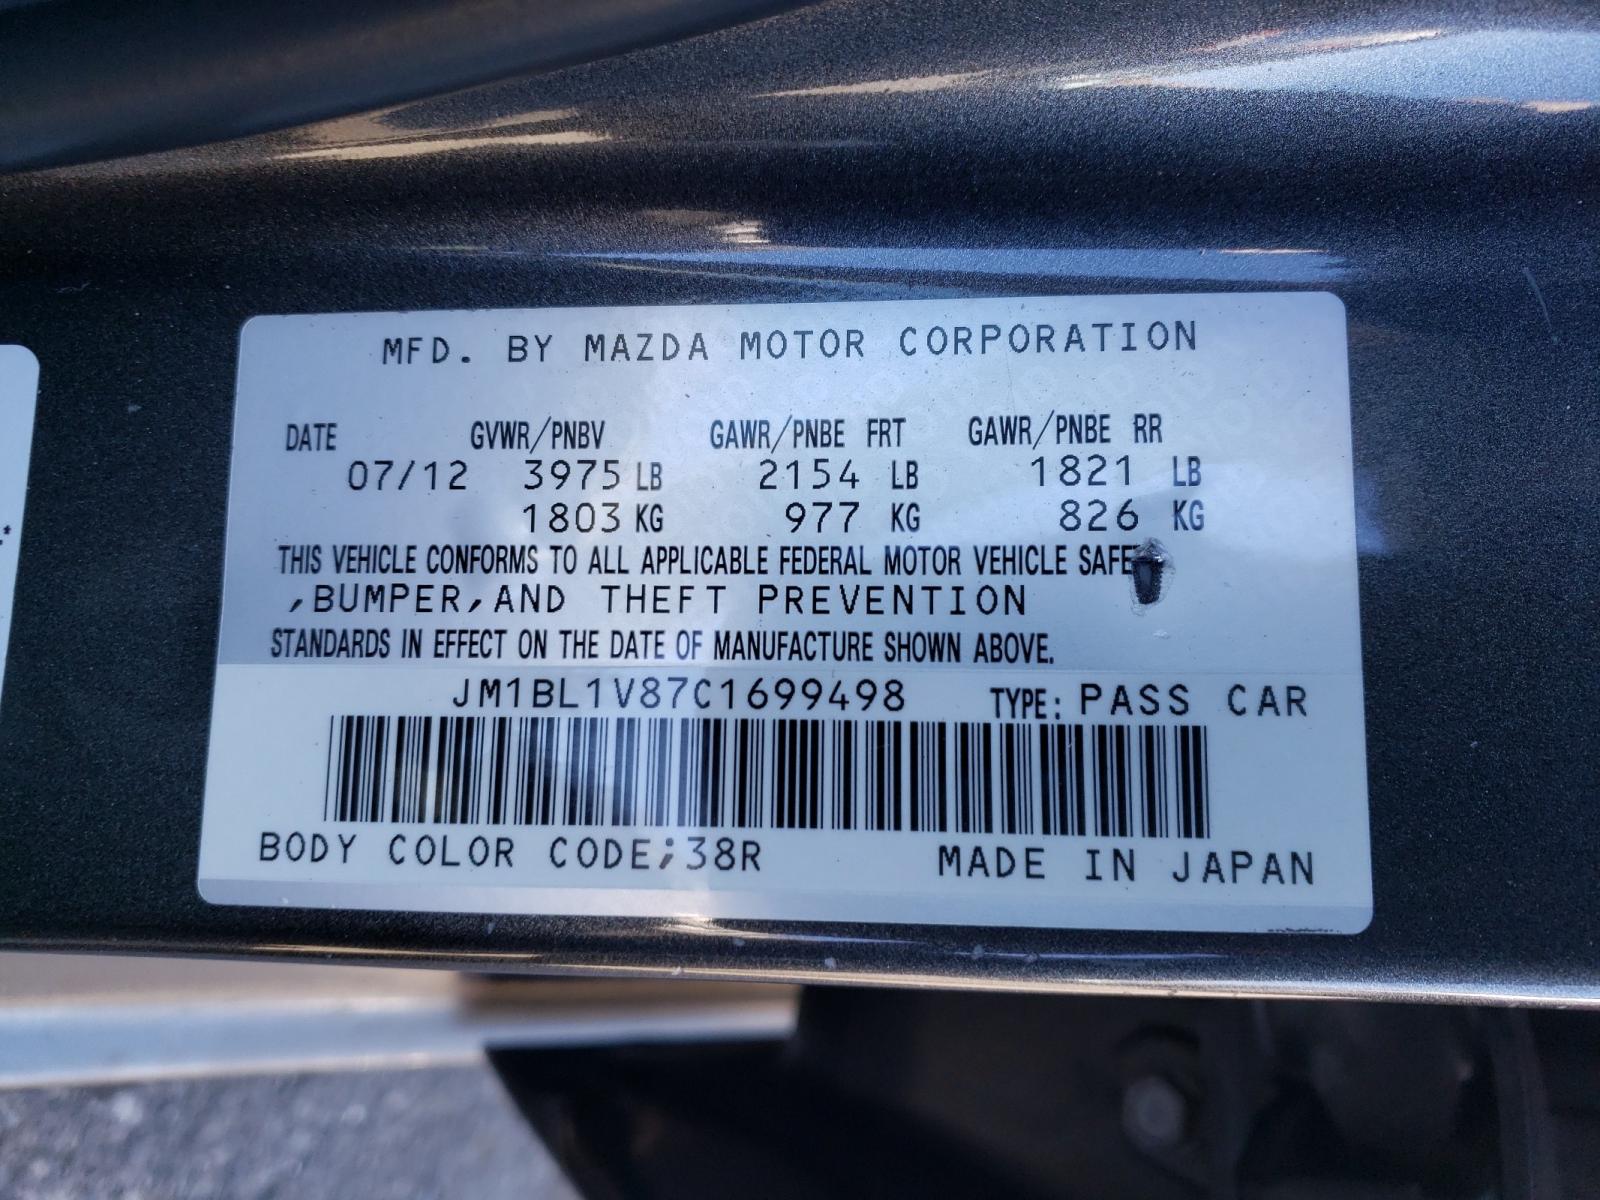 MFD. BY MAZDA MOTOR CORPORATION
DATE GVWR/PNBV GAWR/PNBE FRT GAWR/PNBE RR
07/12 3975 LB 2154 LB 1821 LB
1803 KG 977 KG 826 KG
THIS VEHICLE CONFORMS TO ALL APPLICABLE FEDERAL MOTOR VEHICLE SAFE
,BUMPER,AND THEFT PREVENTION
STANDARDS IN EFFECT ON THE DATE OF MANUFACTURE SHOWN ABOVE.
JM1BL1V87C1699498 TYPE: PASS CAR
BODY COLOR CODE;38R MADE IN JAPAN